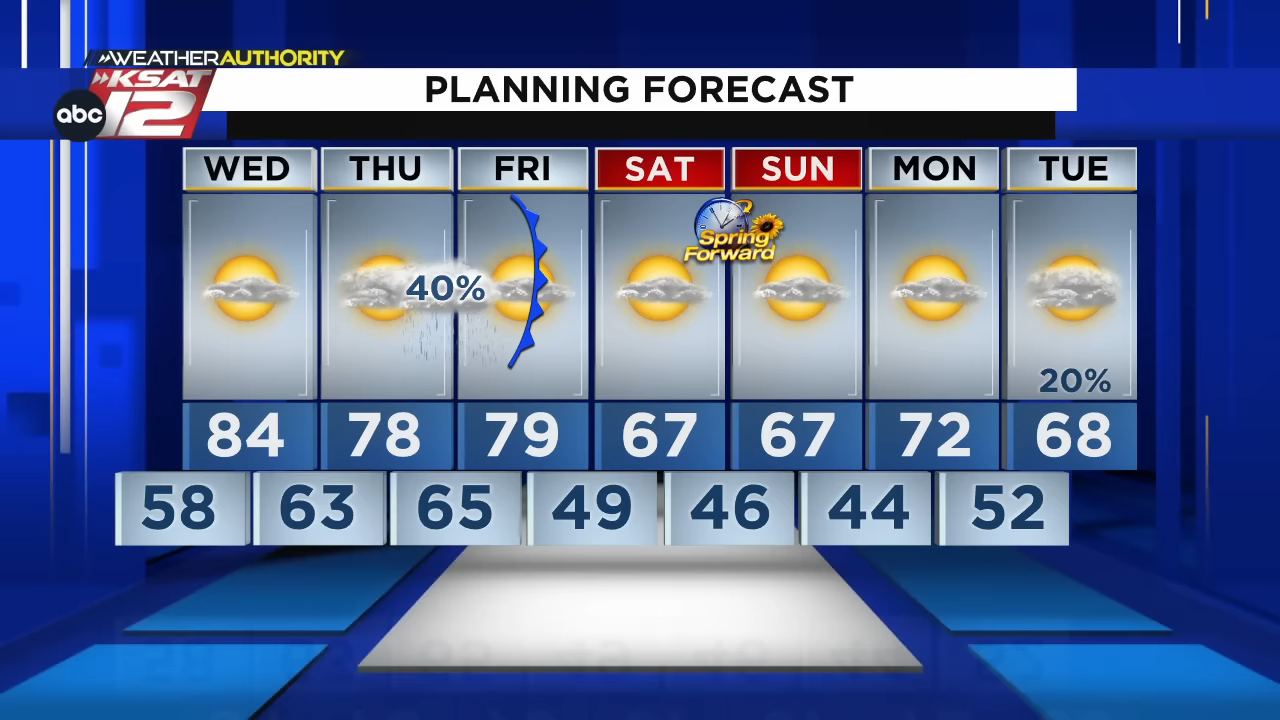 WEATHERAUTHORITY
KSAT
abc 12
PLANNING FORECAST
WED THU FRI SAT SUN MON TUE
Spring
Forward
40%
20%
84 78 79 67 67 72 68
58 63 65 49 46 44 52